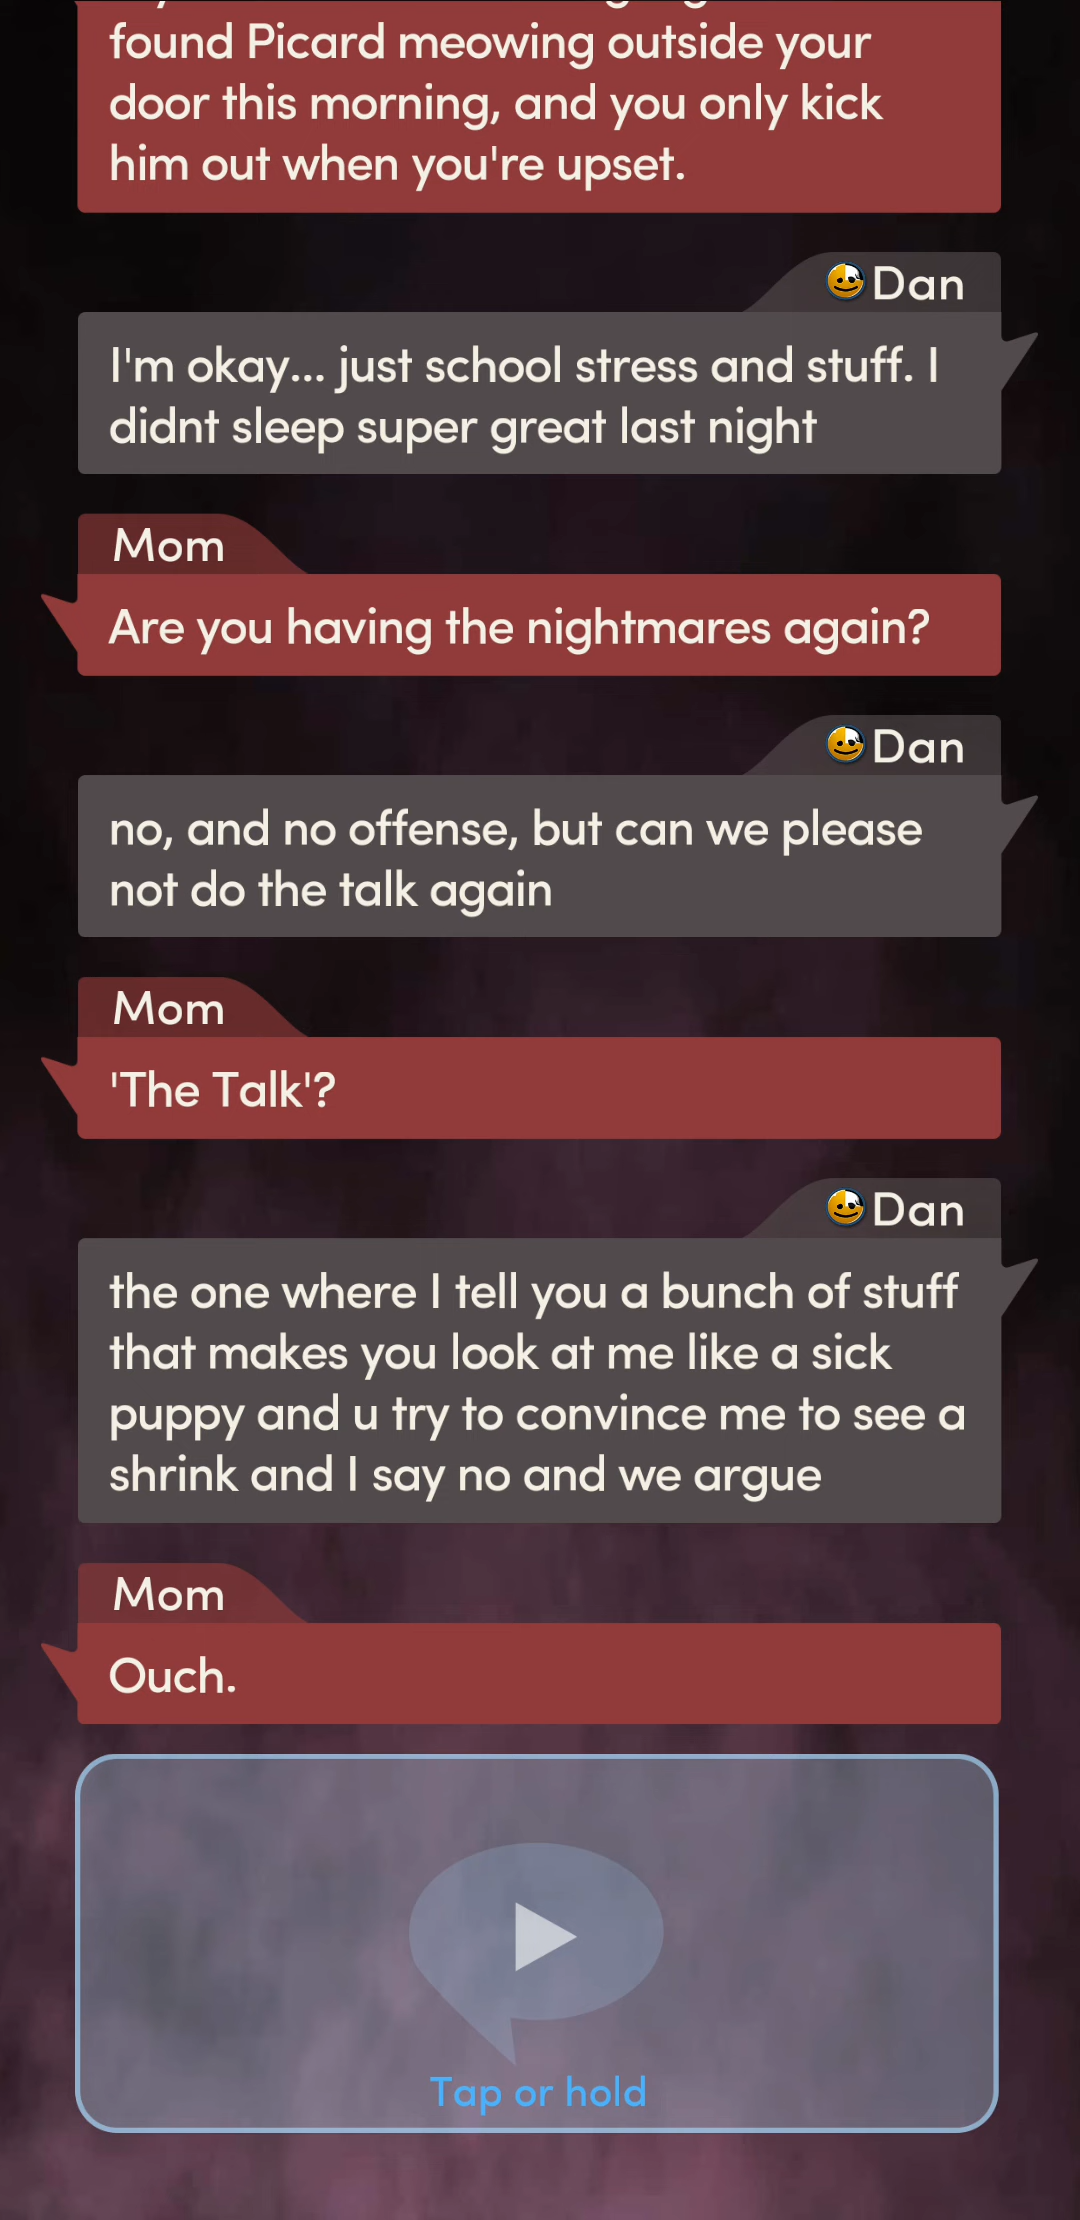 found Picard meowing outside your
door this morning, and you only kick
him out when you're upset.
Dan
I'm okay... just school stress and stuff. I
didnt sleep super great last night
Mom
Are you having the nightmares again?
Dan
no, and no offense, but can we please
not do the talk again
Mom
'The Talk'?
Dan
the one where I tell you a bunch of stuff
that makes you look at me like a sick
puppy and u try to convince me to see a
shrink and I say no and we argue
Mom
Ouch.
Tap or hold